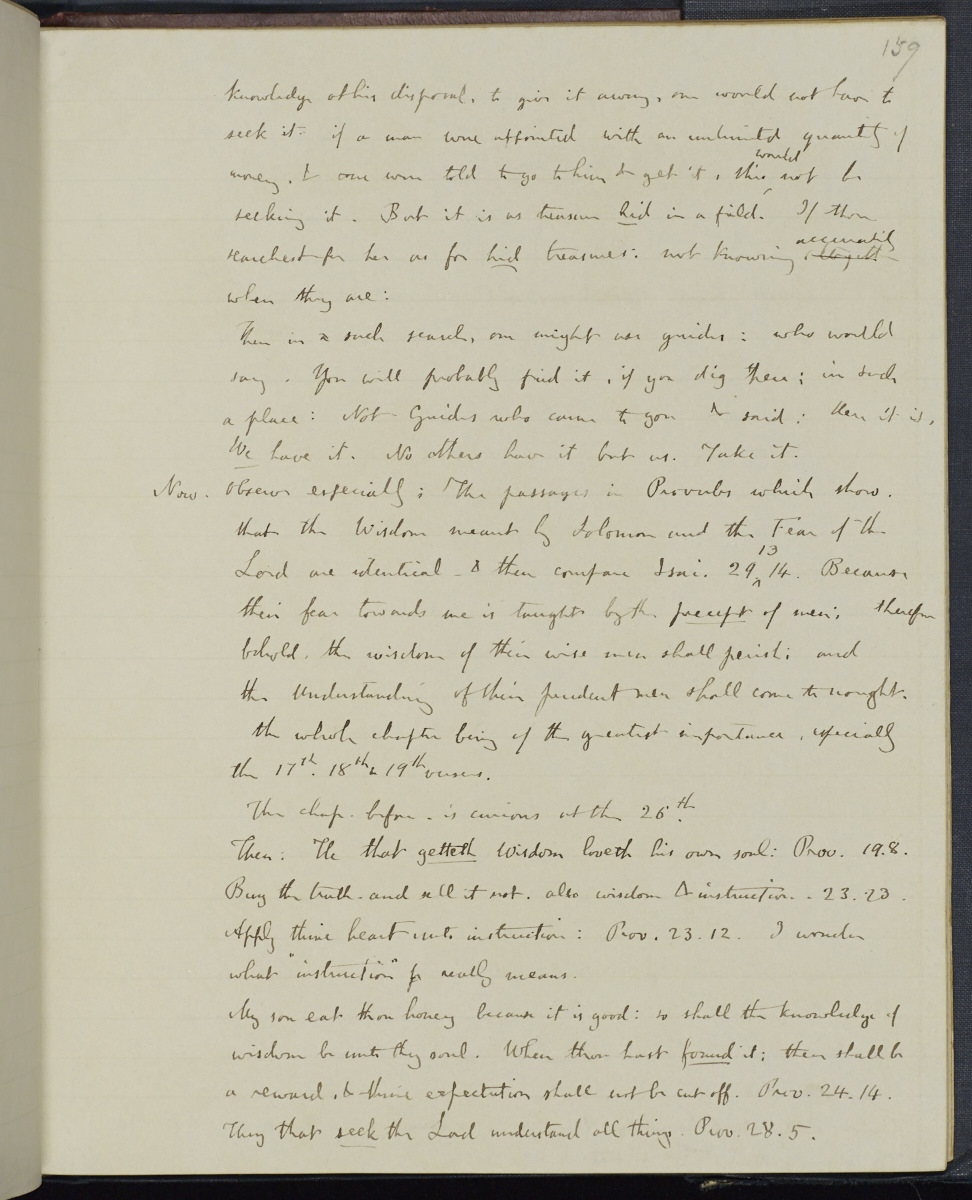 159
knowledge at his disposal, to give it away, one would not have to
seek it: if a man were appointed with an unlimited quantity of
money, & one were told to go to him & get it, this would not be
seeking it. But it is as treasure hid in a field. If thou
searchest for her as for hid treasures: not knowing accurately
where they are:
Then in such search, one might use guides: who would
say. You will probably find it, if you dig here; in such
a place: Not Guides who came to you & said: Here it is,
We have it. No others have it but us. Take it.
Now. Observe especially; The passages in Proverbs which show.
that the Wisdom meant by Solomon and the Fear of the
Lord are identical - & then compare Isai. 29. 13 14. Because
their fear towards me is taught by the precept of men; therefore
behold. the wisdom of their wise men shall perish; and
the understanding of their prudent men shall come to nought.
the whole chapter being of the greatest importance, especially
the 17th. 18th & 19th verses.
The chap. before - is curious at the 26th.
Then: He that getteth Wisdom loveth his own soul: Prov. 19.8.
Buy the truth - and sell it not. also wisdom & instruction. - 23.23.
Apply thine heart unto instruction: Prov. 23.12. I wonder
what "instruction" really means.
My son eat thou honey because it is good: so shall the knowledge of
wisdom be unto thy soul. When thou hast found it; there shall be
a reward, & thine expectation shall not be cut off. Prov. 24.14.
They that seek the Lord understand all things. Prov. 28.5.